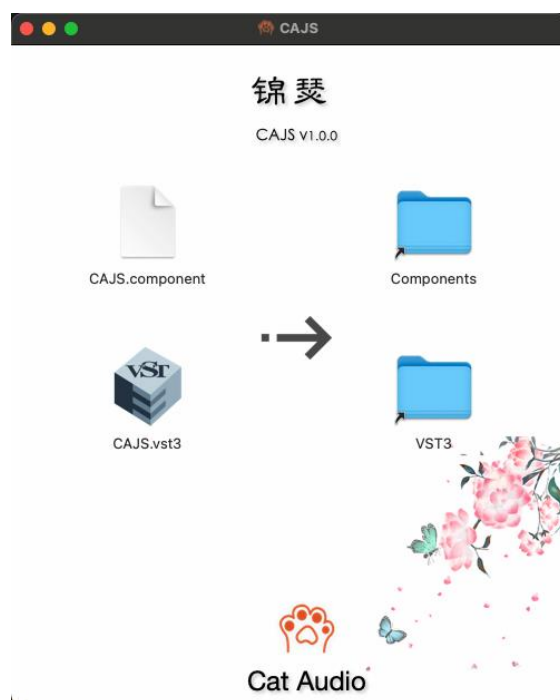 CAJS
锦瑟
CAJS V1.0.0
CAJS.component
Components
VST
CAJS.vst3
VST3
Cat Audio